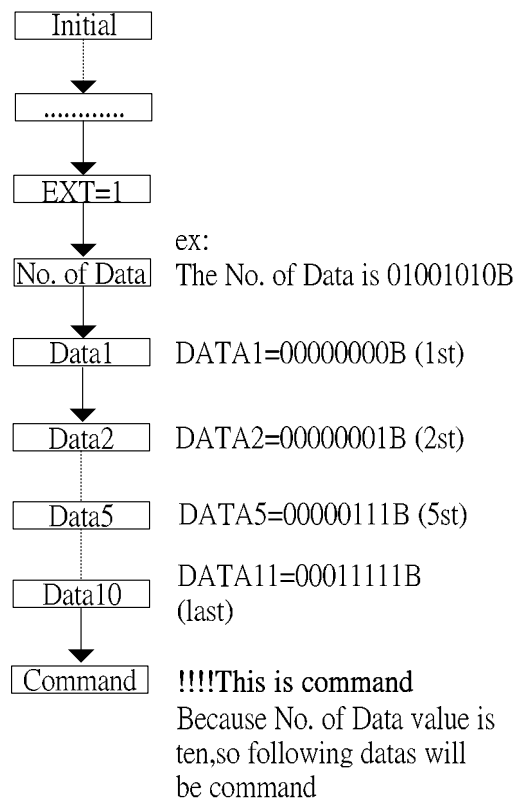 Initial
............
EXT=1
ex:
No. of Data
The No. of Data is 01001010B
Data1
DATA1=00000000B (1st)
Data2
DATA2=00000001B (2st)
Data5
DATA5=00000111B (5st)
Data10
DATA11=00011111B
(last)
Command
!!!!This is command
Because No. of Data value is
ten,so following datas will
be command